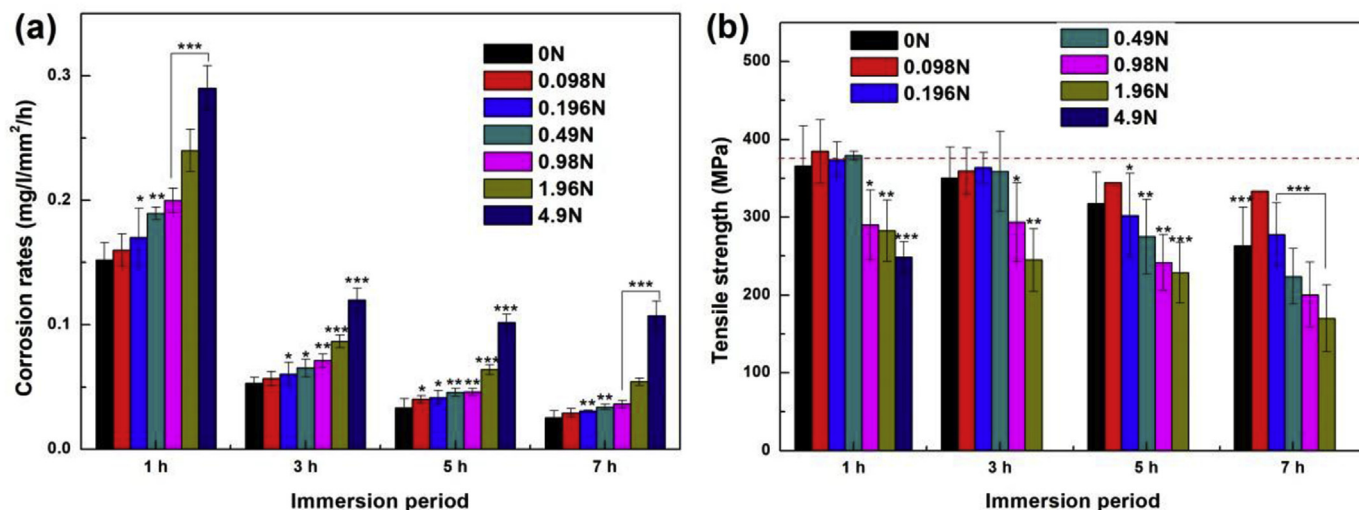 (a)
Corrosion rates (mg/l/mm²/h)
0.3
0.2
0.1
0.0
***
* **
0N
0.098N
0.196N
0.49N
0.98N
1.96N
4.9N
* * ** *** ***
* * ** ** *** ***
** ** ***
1 h 3 h 5 h 7 h
Immersion period
(b)
Tensile strength (MPa)
500
400
300
200
100
0
0N
0.098N
0.196N
0.49N
0.98N
1.96N
4.9N
* ** ***
* **
* ** ** ***
*** ***
1 h 3 h 5 h 7 h
Immersion period